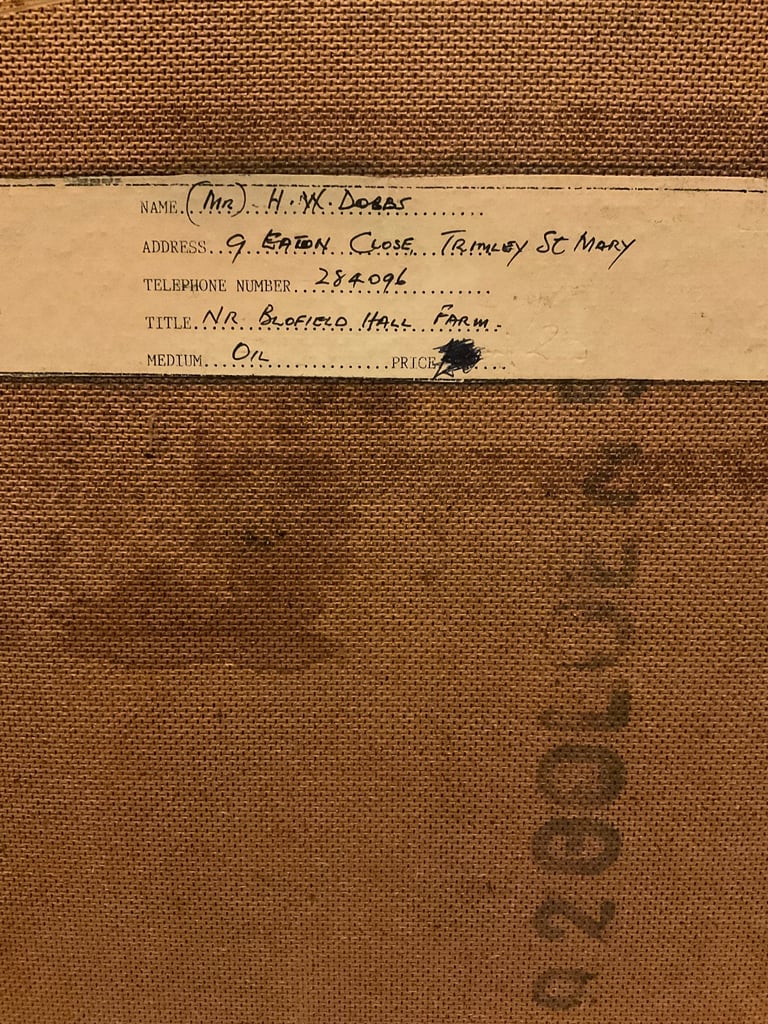 NAME. (MR) H. W. DOBBS
ADDRESS.. 9 EATON CLOSE, TRIMLEY ST MARY
TELEPHONE NUMBER.. 284096
TITLE. NR BLOFIELD HALL FARM.
MEDIUM... OIL ............... PRICE